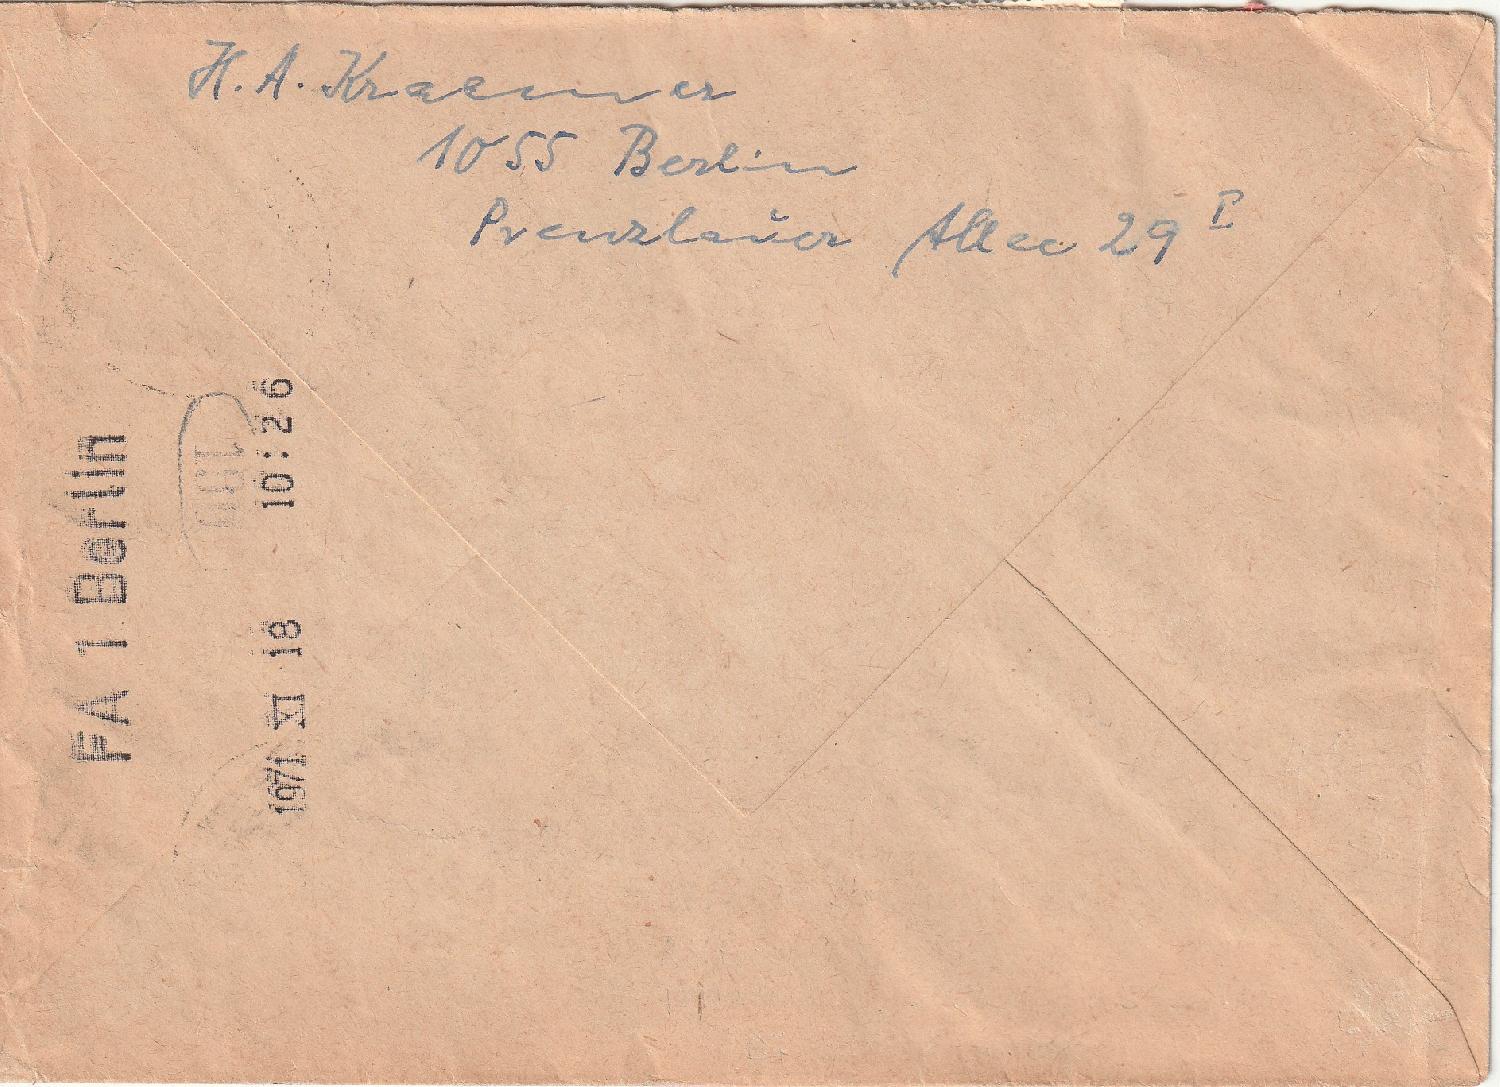 H. A. Kraemer
1055 Berlin
Prenzlauer Allee 29 I
FA 1 Berlin
1971 XI 18 10:26